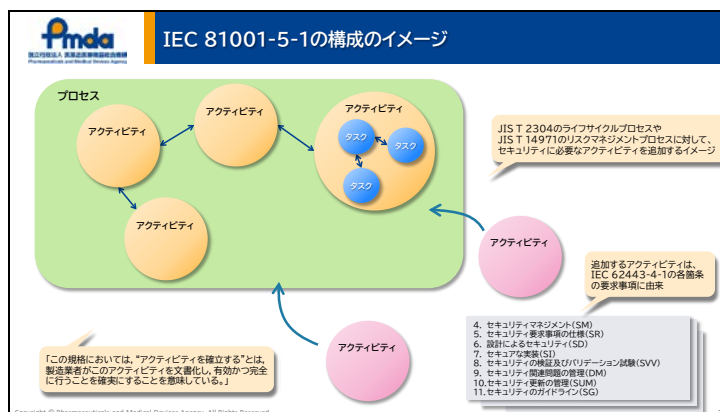 Pmda
独立行政法人 医薬品医療機器総合機構
Pharmaceuticals and Medical Devices Agency
IEC 81001-5-1の構成のイメージ
プロセス
アクティビティ
アクティビティ
アクティビティ
タスク
タスク
タスク
アクティビティ
JIS T 2304のライフサイクルプロセスや
JIS T 14971のリスクマネジメントプロセスに対して、
セキュリティに必要なアクティビティを追加するイメージ
アクティビティ
追加するアクティビティは、
IEC 62443-4-1の各箇条
の要求事項に由来
アクティビティ
4. セキュリティマネジメント(SM)
5. セキュリティ要求事項の仕様(SR)
6. 設計によるセキュリティ(SD)
7. セキュアな実装(SI)
8. セキュリティの検証及びバリデーション試験(SVV)
9. セキュリティ関連問題の管理(DM)
10.セキュリティ更新の管理(SUM)
11.セキュリティのガイドライン(SG)
「この規格においては、“アクティビティを確立する”とは、
製造業者がこのアクティビティを文書化し、有効かつ完全
に行うことを確実にすることを意味している。」
Copyright © Pharmaceuticals and Medical Devices Agency, All Rights Reserved